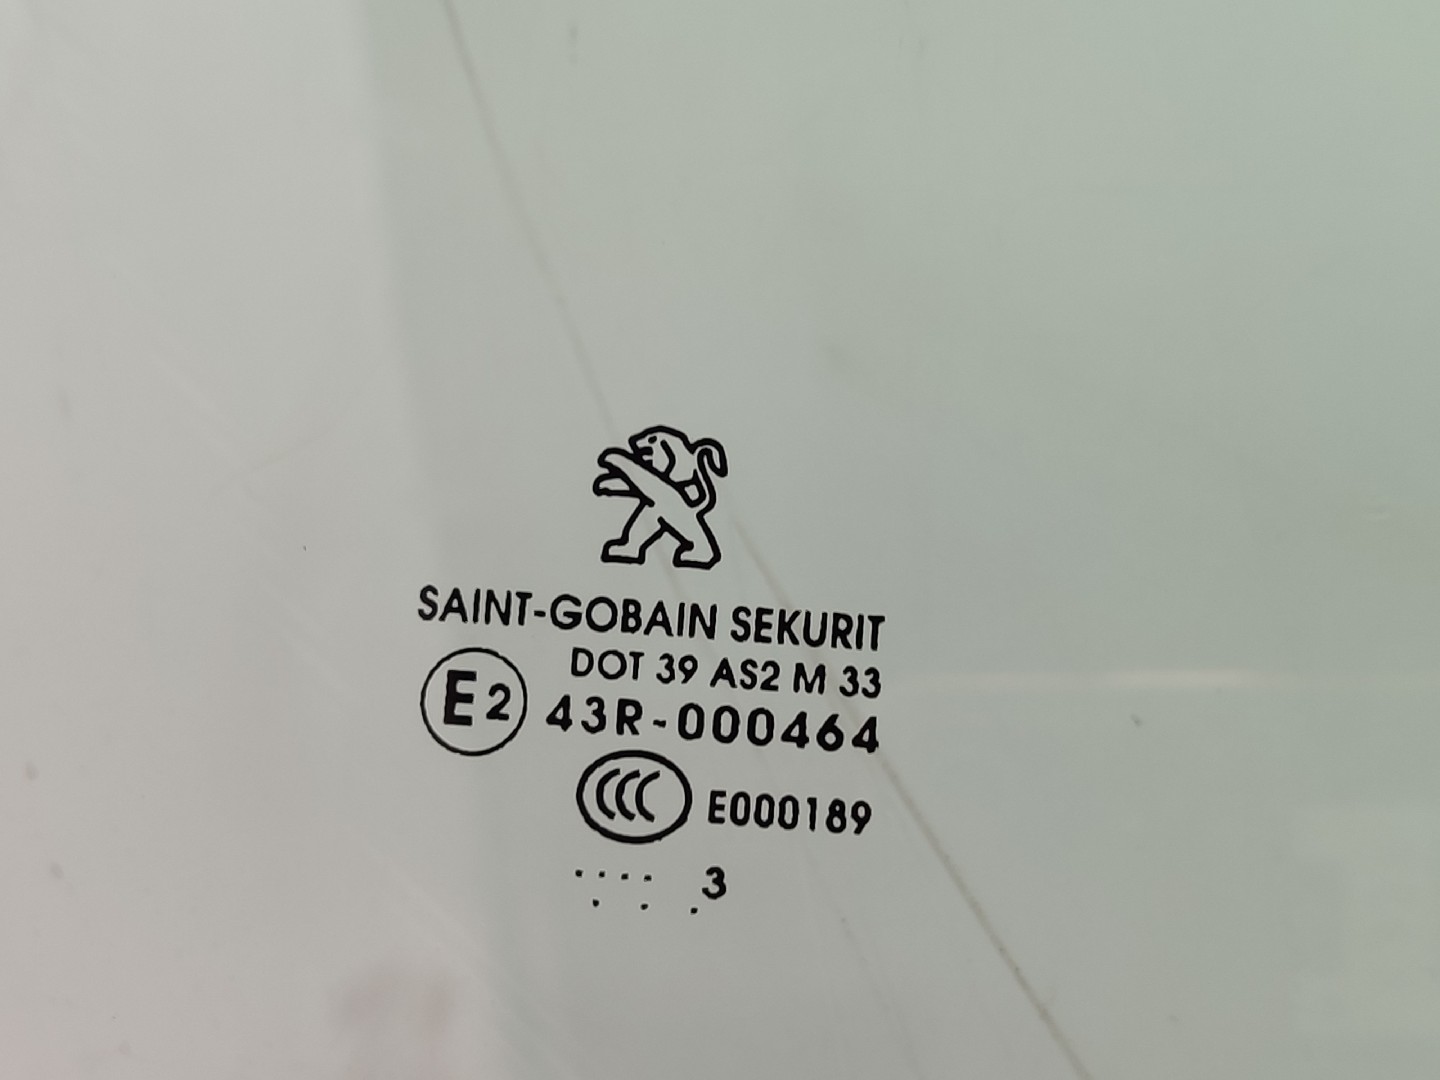 SAINT-GOBAIN SEKURIT
DOT 39 AS2 M 33
E2 43R-000464
CCC E000189
.... 3
. . .